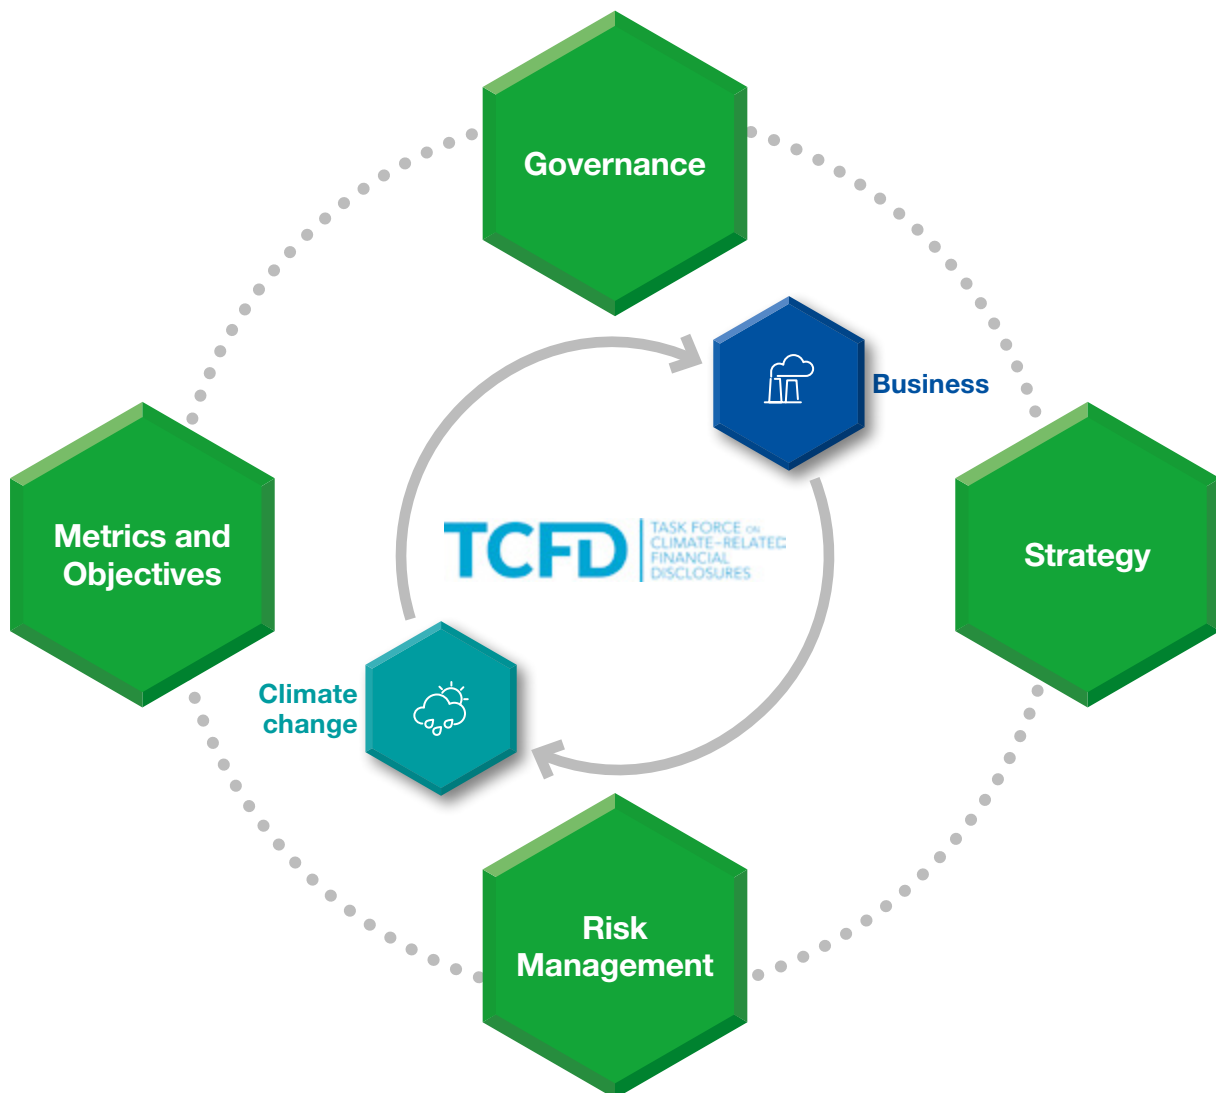 Governance
Business
Metrics and
Objectives
TCFD
TASK FORCE ON
CLIMATE-RELATED
FINANCIAL
DISCLOSURES
Strategy
Climate
change
Risk
Management